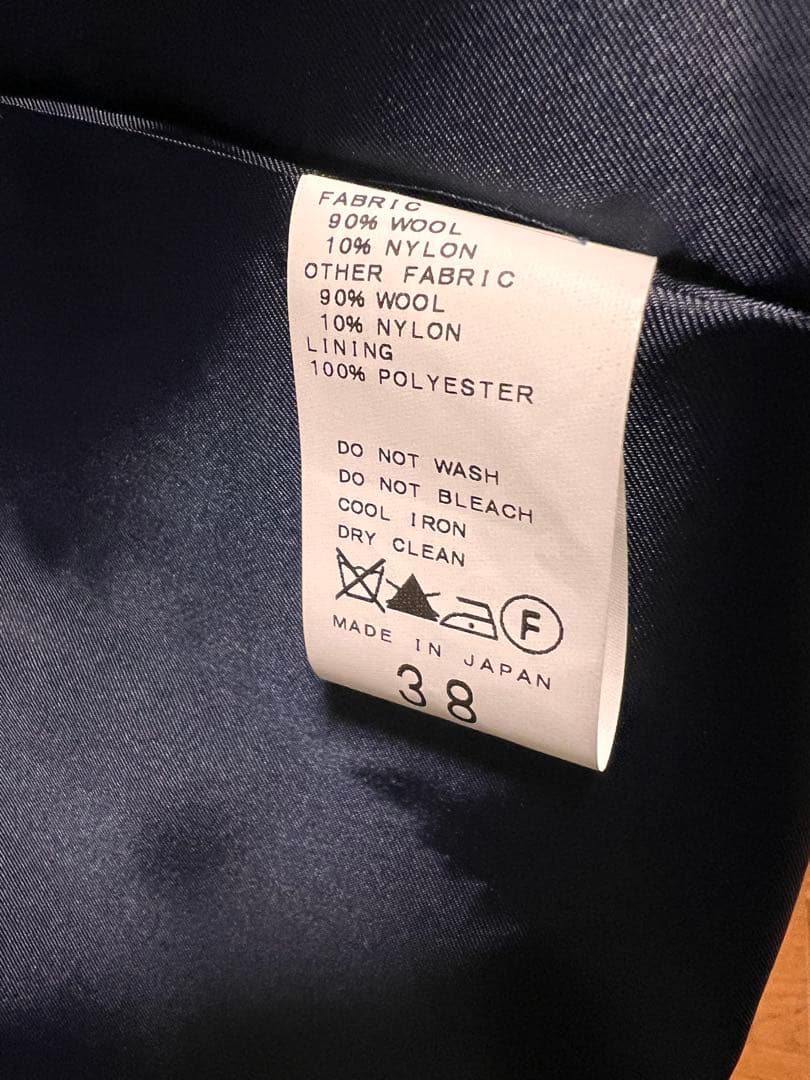 FABRIC
90% WOOL
10% NYLON
OTHER FABRIC
90% WOOL
10% NYLON
LINING
100% POLYESTER
DO NOT WASH
DO NOT BLEACH
COOL IRON
DRY CLEAN
F
MADE IN JAPAN
38